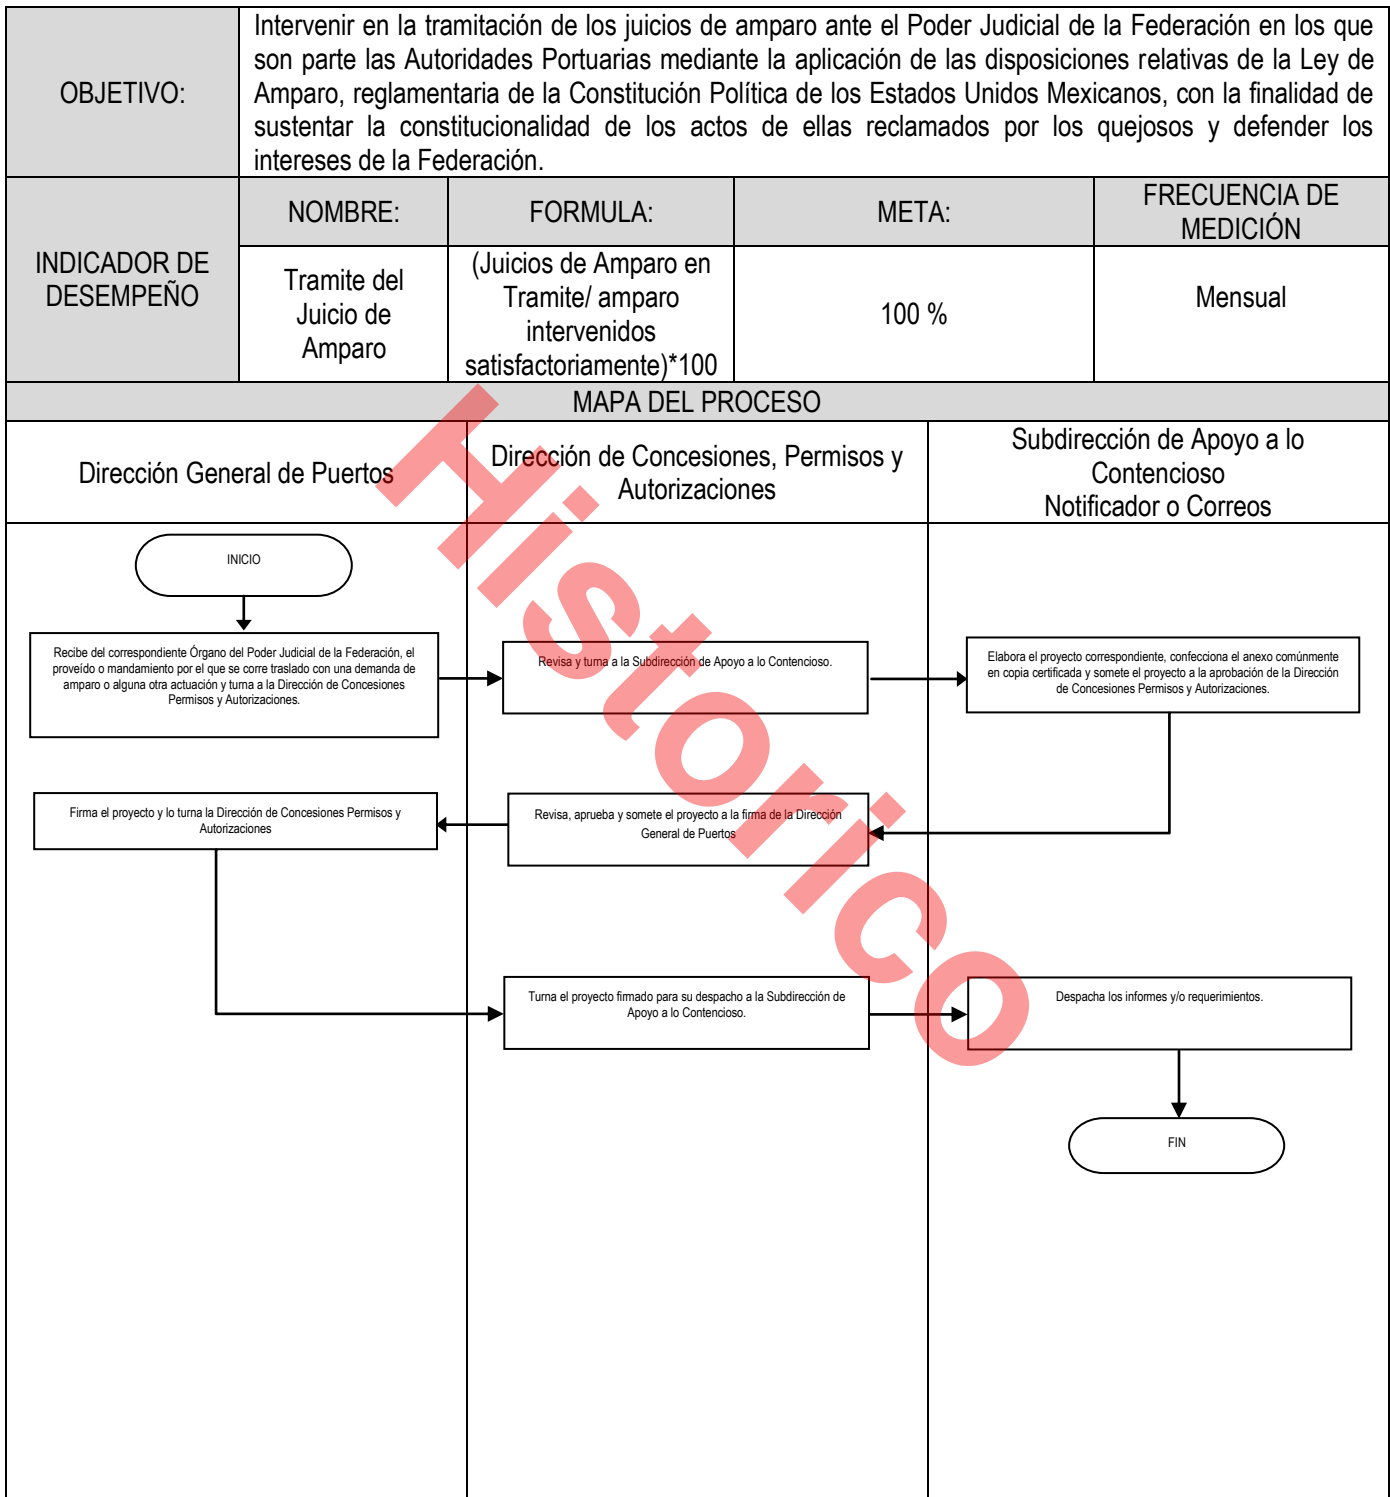 OBJETIVO:
Intervenir en la tramitación de los juicios de amparo ante el Poder Judicial de la Federación en los que
son parte las Autoridades Portuarias mediante la aplicación de las disposiciones relativas de la Ley de
Amparo, reglamentaria de la Constitución Política de los Estados Unidos Mexicanos, con la finalidad de
sustentar la constitucionalidad de los actos de ellas reclamados por los quejosos y defender los
intereses de la Federación.
INDICADOR DE
DESEMPEÑO
NOMBRE:
FORMULA:
META:
FRECUENCIA DE
MEDICIÓN
Tramite del
Juicio de
Amparo
(Juicios de Amparo en
Tramite/ amparo
intervenidos
satisfactoriamente)*100
100 %
Mensual
MAPA DEL PROCESO
Dirección General de Puertos
Dirección de Concesiones, Permisos y
Autorizaciones
Subdirección de Apoyo a lo
Contencioso
Notificador o Correos
INICIO
Recibe del correspondiente Órgano del Poder Judicial de la Federación, el
proveído o mandamiento por el que se corre traslado con una demanda de
amparo o alguna otra actuación y turna a la Dirección de Concesiones
Permisos y Autorizaciones.
Revisa y turna a la Subdirección de Apoyo a lo Contencioso.
Elabora el proyecto correspondiente, confecciona el anexo comúnmente
en copia certificada y somete el proyecto a la aprobación de la Dirección
de Concesiones Permisos y Autorizaciones.
Firma el proyecto y lo turna la Dirección de Concesiones Permisos y
Autorizaciones
Revisa, aprueba y somete el proyecto a la firma de la Dirección
General de Puertos
Turna el proyecto firmado para su despacho a la Subdirección de
Apoyo a lo Contencioso.
Despacha los informes y/o requerimientos.
FIN
Historico